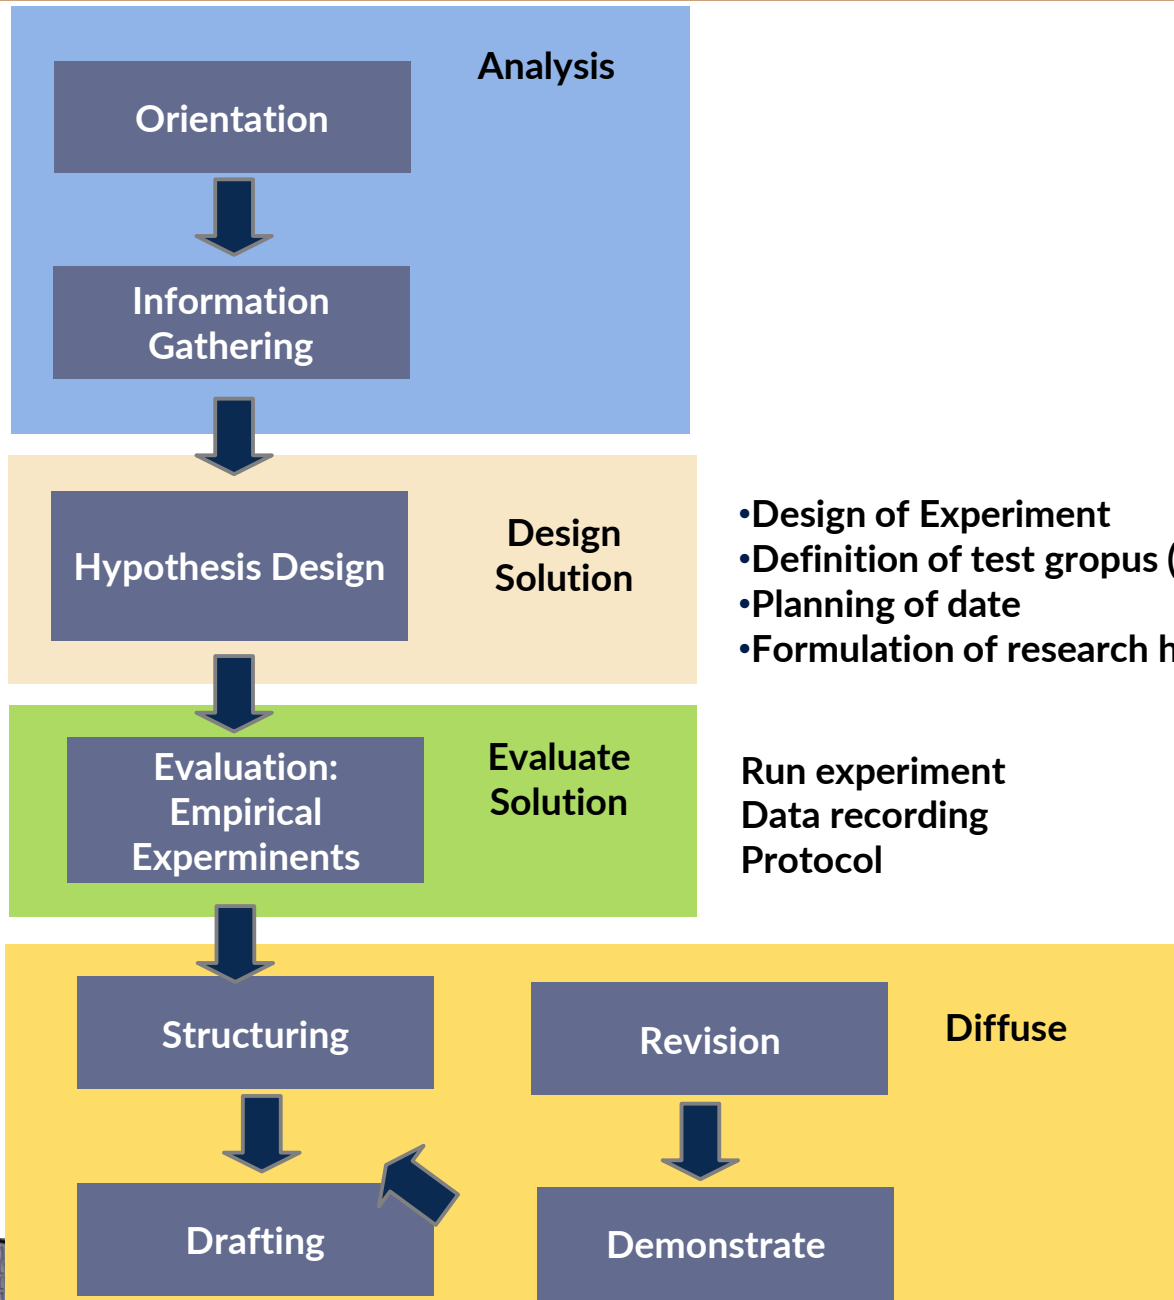 Analysis
Orientation
Information
Gathering
Hypothesis Design
Design
Solution
•Design of Experiment
•Definition of test gropus (
•Planning of date
•Formulation of research h
Evaluation:
Empirical
Experminents
Evaluate
Solution
Run experiment
Data recording
Protocol
Structuring
Revision
Diffuse
Drafting
Demonstrate